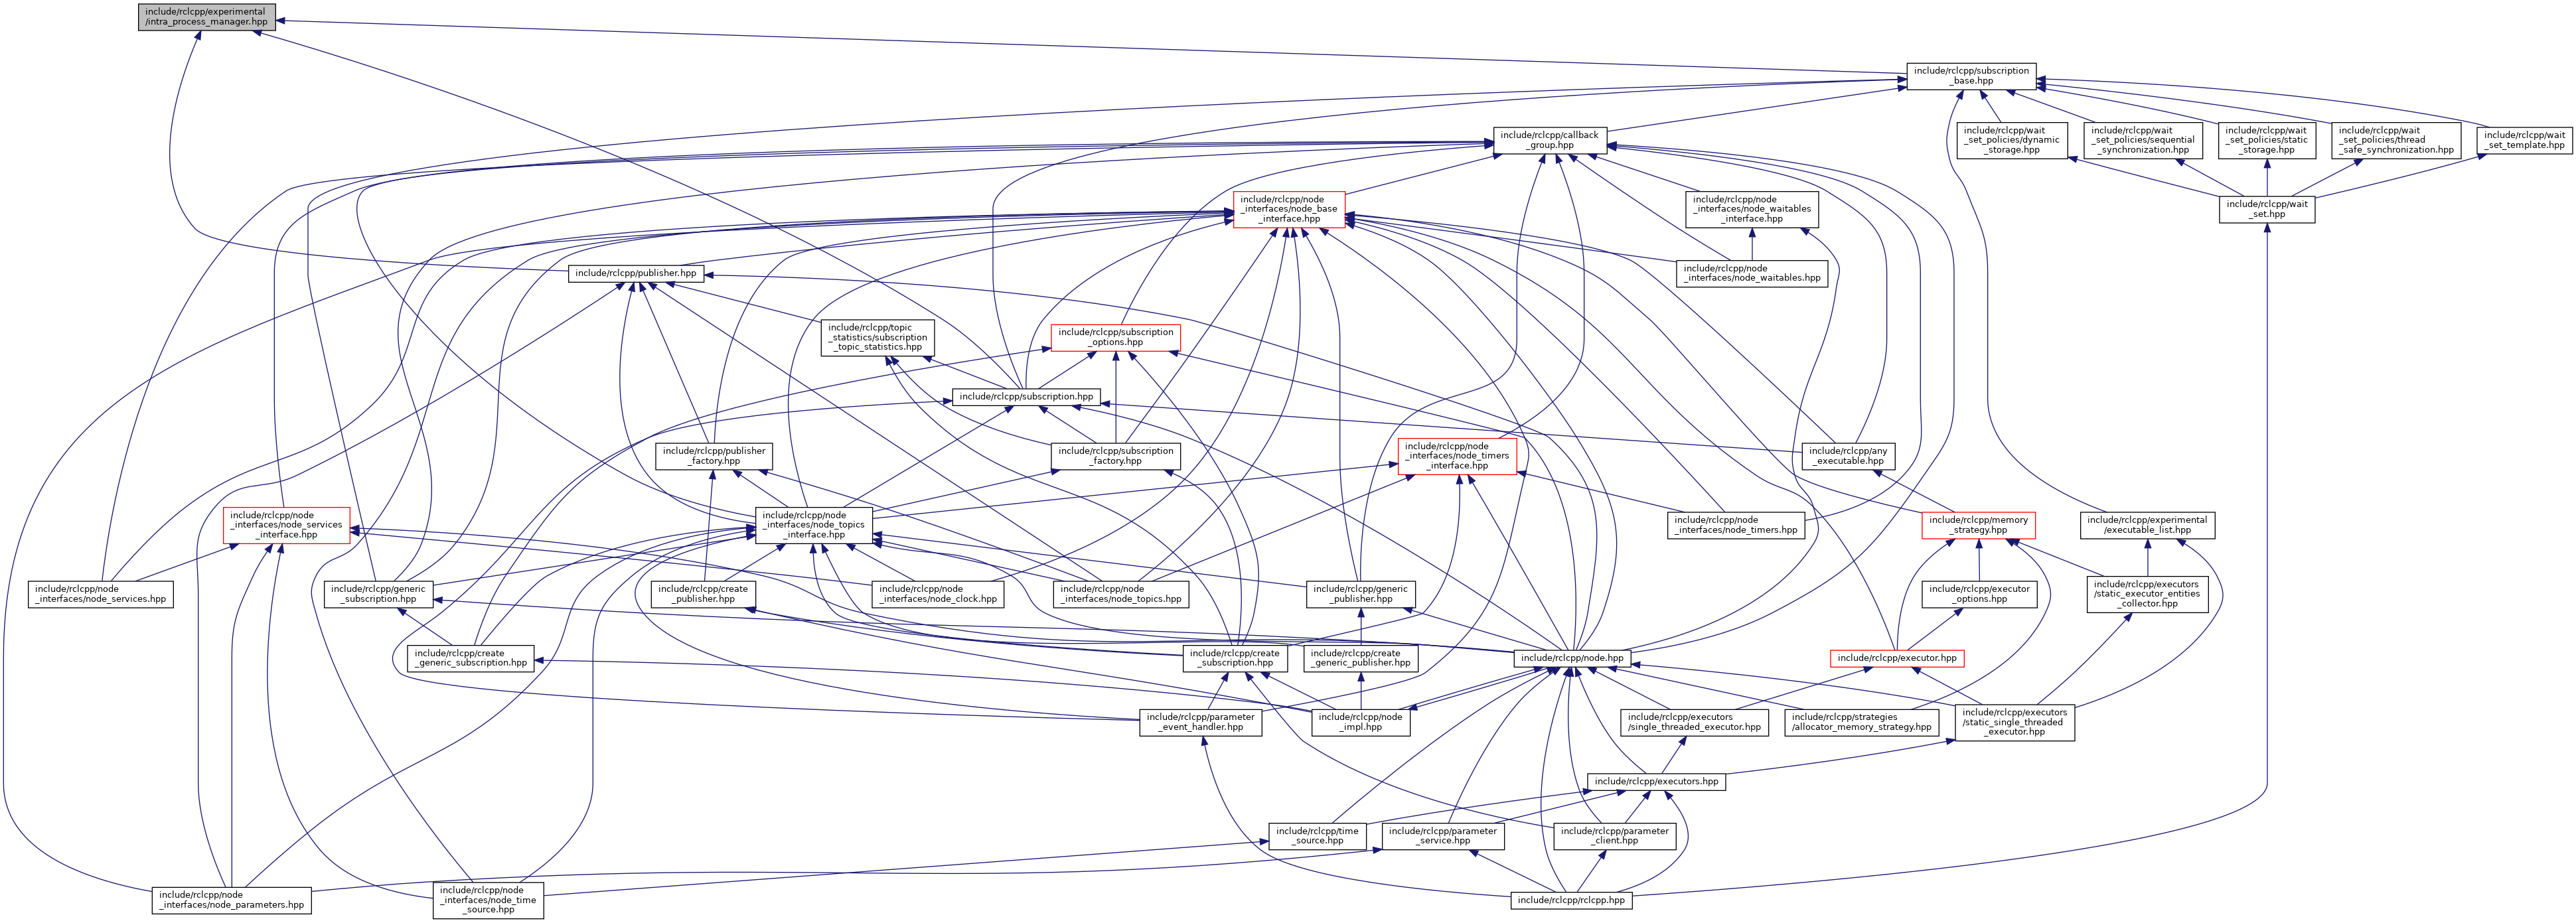 include/rclcpp/experimental
/intra_process_manager.hpp
include/rclcpp/subscription
_base.hpp
include/rclcpp/callback
_group.hpp
include/rclcpp/wait
_set_policies/dynamic
_storage.hpp
include/rclcpp/wait
_set_policies/sequential
_synchronization.hpp
include/rclcpp/wait
_set_policies/static
_storage.hpp
include/rclcpp/wait
_set_policies/thread
_safe_synchronization.hpp
include/rclcpp/wait
_set_template.hpp
include/rclcpp/node
_interfaces/node_base
_interface.hpp
include/rclcpp/node
_interfaces/node_waitables
_interface.hpp
include/rclcpp/wait
_set.hpp
include/rclcpp/publisher.hpp
include/rclcpp/node
_interfaces/node_waitables.hpp
include/rclcpp/topic
_statistics/subscription
_topic_statistics.hpp
include/rclcpp/subscription
_options.hpp
include/rclcpp/subscription.hpp
include/rclcpp/publisher
_factory.hpp
include/rclcpp/subscription
_factory.hpp
include/rclcpp/node
_interfaces/node_timers
_interface.hpp
include/rclcpp/any
_executable.hpp
include/rclcpp/node
_interfaces/node_services
_interface.hpp
include/rclcpp/node
_interfaces/node_topics
_interface.hpp
include/rclcpp/node
_interfaces/node_timers.hpp
include/rclcpp/memory
_strategy.hpp
include/rclcpp/experimental
/executable_list.hpp
include/rclcpp/node
_interfaces/node_services.hpp
include/rclcpp/generic
_subscription.hpp
include/rclcpp/create
_publisher.hpp
include/rclcpp/node
_interfaces/node_clock.hpp
include/rclcpp/node
_interfaces/node_topics.hpp
include/rclcpp/generic
_publisher.hpp
include/rclcpp/executor
_options.hpp
include/rclcpp/executors
/static_executor_entities
_collector.hpp
include/rclcpp/create
_generic_subscription.hpp
include/rclcpp/create
_subscription.hpp
include/rclcpp/create
_generic_publisher.hpp
include/rclcpp/node.hpp
include/rclcpp/executor.hpp
include/rclcpp/parameter
_event_handler.hpp
include/rclcpp/node
_impl.hpp
include/rclcpp/executors
/single_threaded_executor.hpp
include/rclcpp/strategies
/allocator_memory_strategy.hpp
include/rclcpp/executors
/static_single_threaded
_executor.hpp
include/rclcpp/executors.hpp
include/rclcpp/time
_source.hpp
include/rclcpp/parameter
_service.hpp
include/rclcpp/parameter
_client.hpp
include/rclcpp/node
_interfaces/node_parameters.hpp
include/rclcpp/node
_interfaces/node_time
_source.hpp
include/rclcpp/rclcpp.hpp